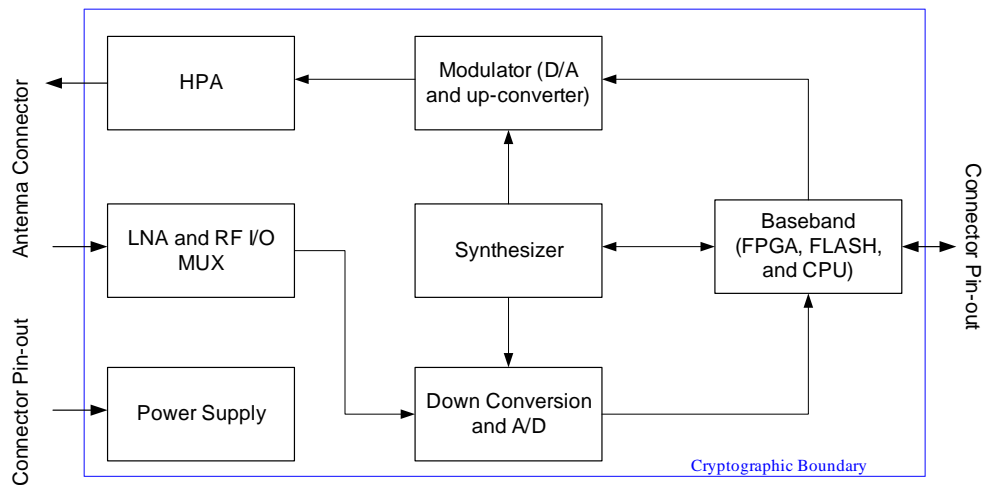 HPA
Modulator (D/A
and up-converter)
Antenna Connector
LNA and RF I/O
MUX
Synthesizer
Baseband
(FPGA, FLASH,
and CPU)
Connector Pin-out
Connector Pin-out
Power Supply
Down Conversion
and A/D
Cryptographic Boundary